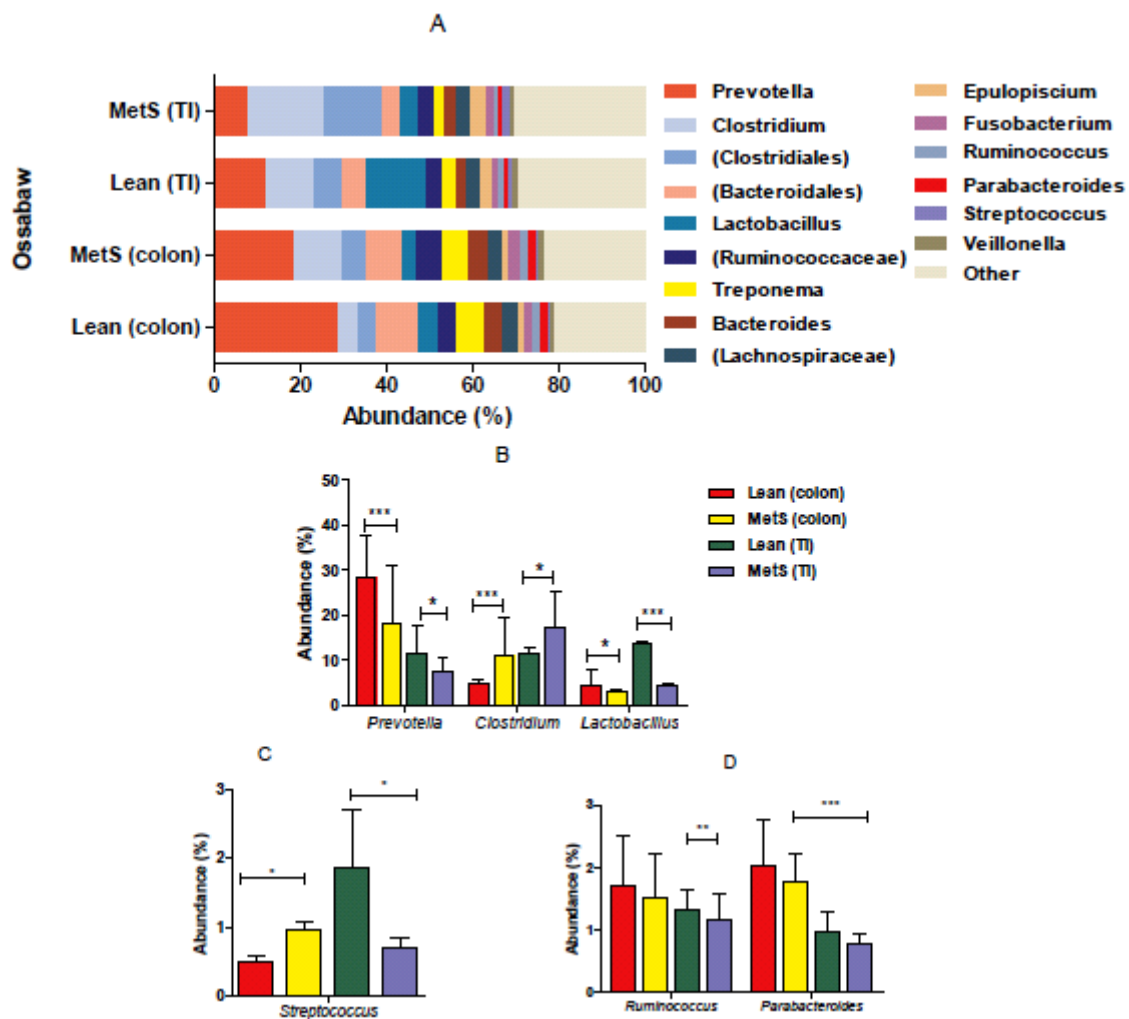 A
Ossabaw
MetS (TI)
Lean (TI)
MetS (colon)
Lean (colon)
0 20 40 60 80 100
Abundance (%)
Prevotella
Clostridium
(Clostridiales)
(Bacteroidales)
Lactobacillus
(Ruminococcaceae)
Treponema
Bacteroides
(Lachnospiraceae)
Epulopiscium
Fusobacterium
Ruminococcus
Parabacteroides
Streptococcus
Veillonella
Other
B
Abundance (%)
50
40
30
20
10
0
*** * *** * * ***
Prevotella Clostridium Lactobacillus
Lean (colon)
MetS (colon)
Lean (TI)
MetS (TI)
C
Abundance (%)
3
2
1
0
* *
Streptococcus
D
Abundance (%)
3
2
1
0
** ***
Ruminococcus Parabacteroides